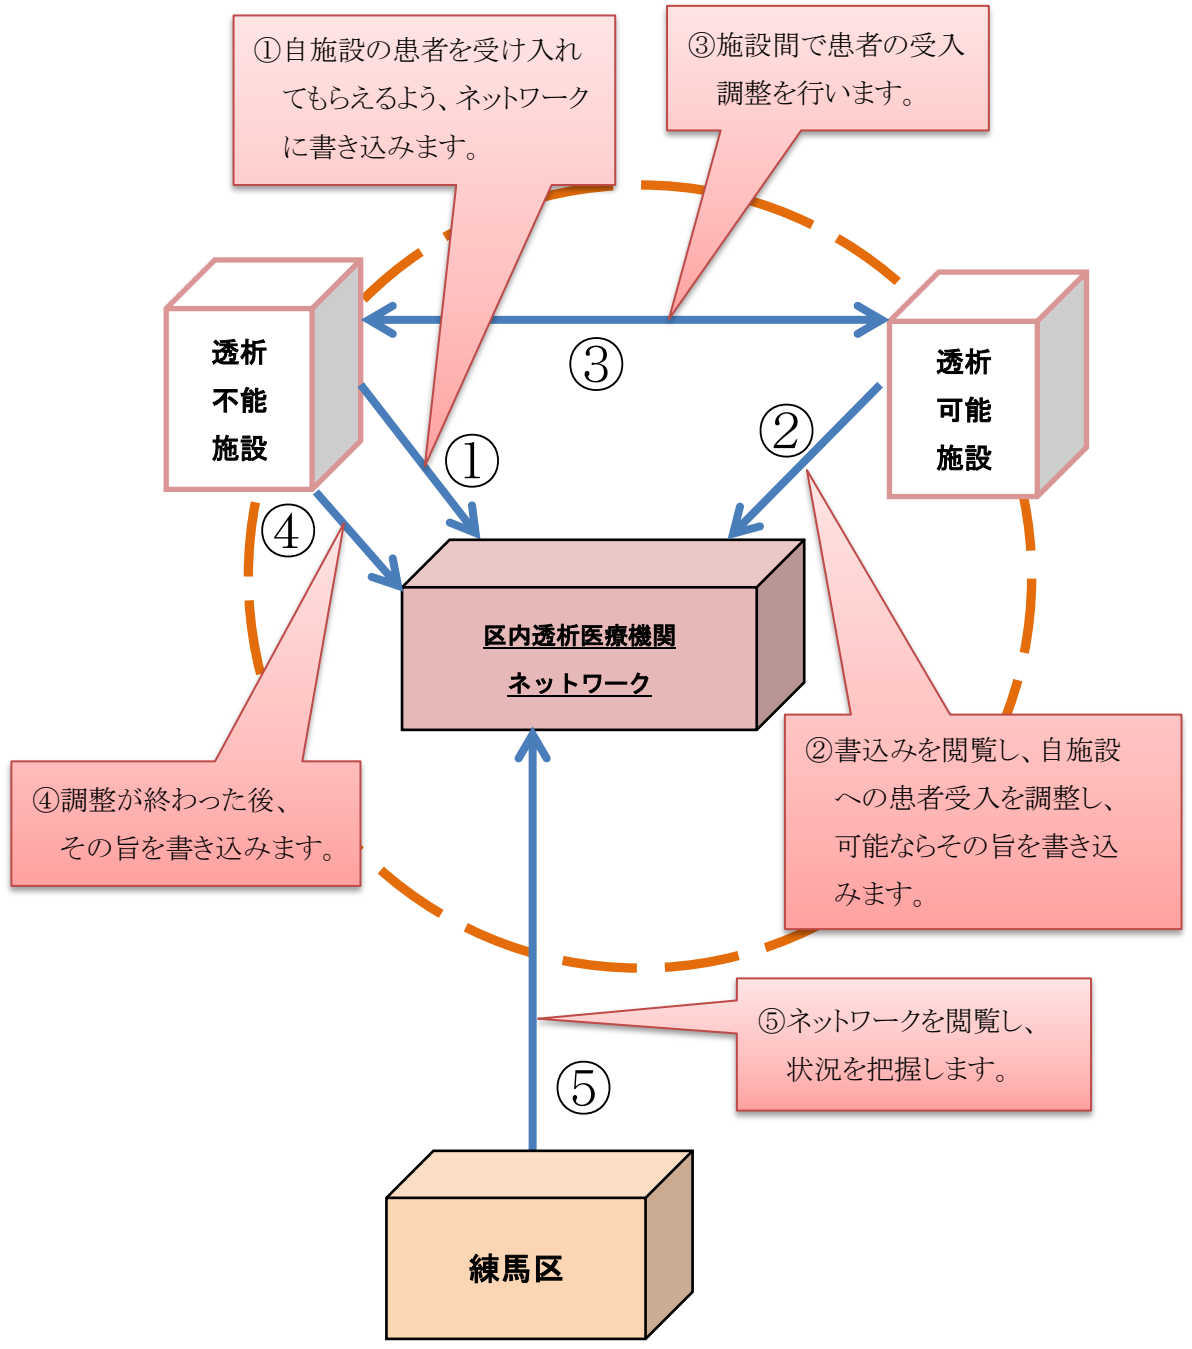 ①自施設の患者を受け入れ
てもらえるよう、ネットワーク
に書き込みます。
③施設間で患者の受入
調整を行います。
透析
不能
施設
透析
可能
施設
③
②
①
④
区内透析医療機関
ネットワーク
②書込みを閲覧し、自施設
への患者受入を調整し、
可能ならその旨を書き込
みます。
④調整が終わった後、
その旨を書き込みます。
⑤ネットワークを閲覧し、
状況を把握します。
⑤
練馬区